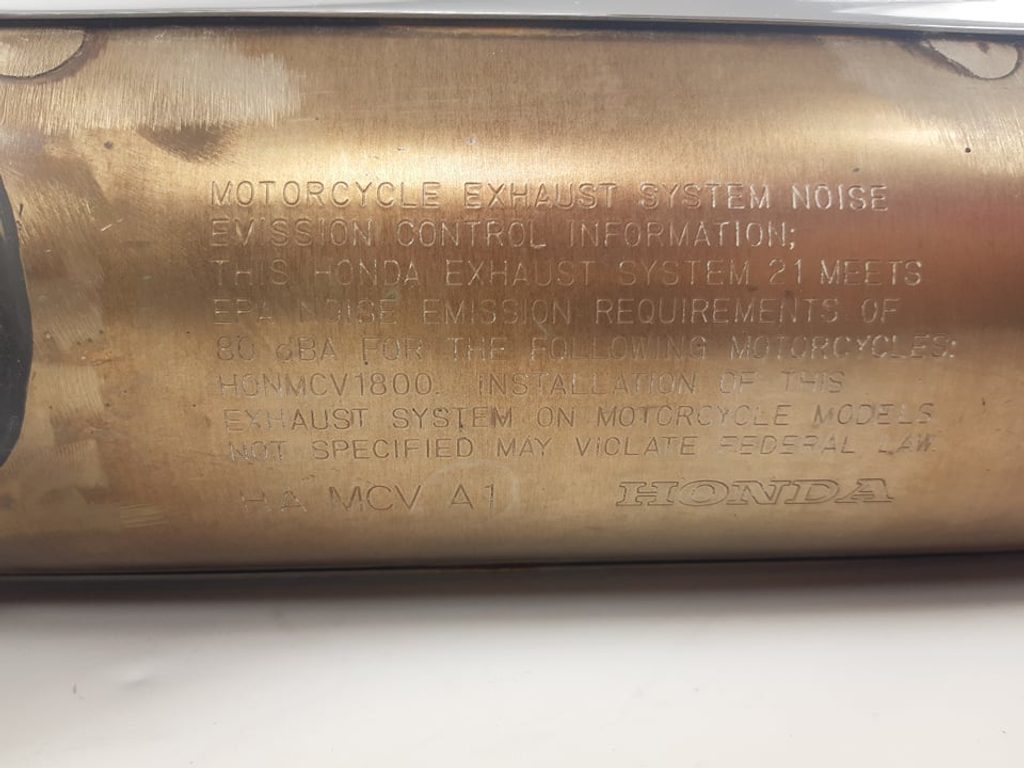 MOTORCYCLE EXHAUST SYSTEM NOISE
EMISSION CONTROL INFORMATION;
THIS HONDA EXHAUST SYSTEM 21 MEETS
EPA NOISE EMISSION REQUIREMENTS OF
80 dBA FOR THE FOLLOWING MOTORCYCLES:
HONMCV1800. INSTALLATION OF THIS
EXHAUST SYSTEM ON MOTORCYCLE MODELS
NOT SPECIFIED MAY VIOLATE FEDERAL LAW.
HA MCV A1 HONDA